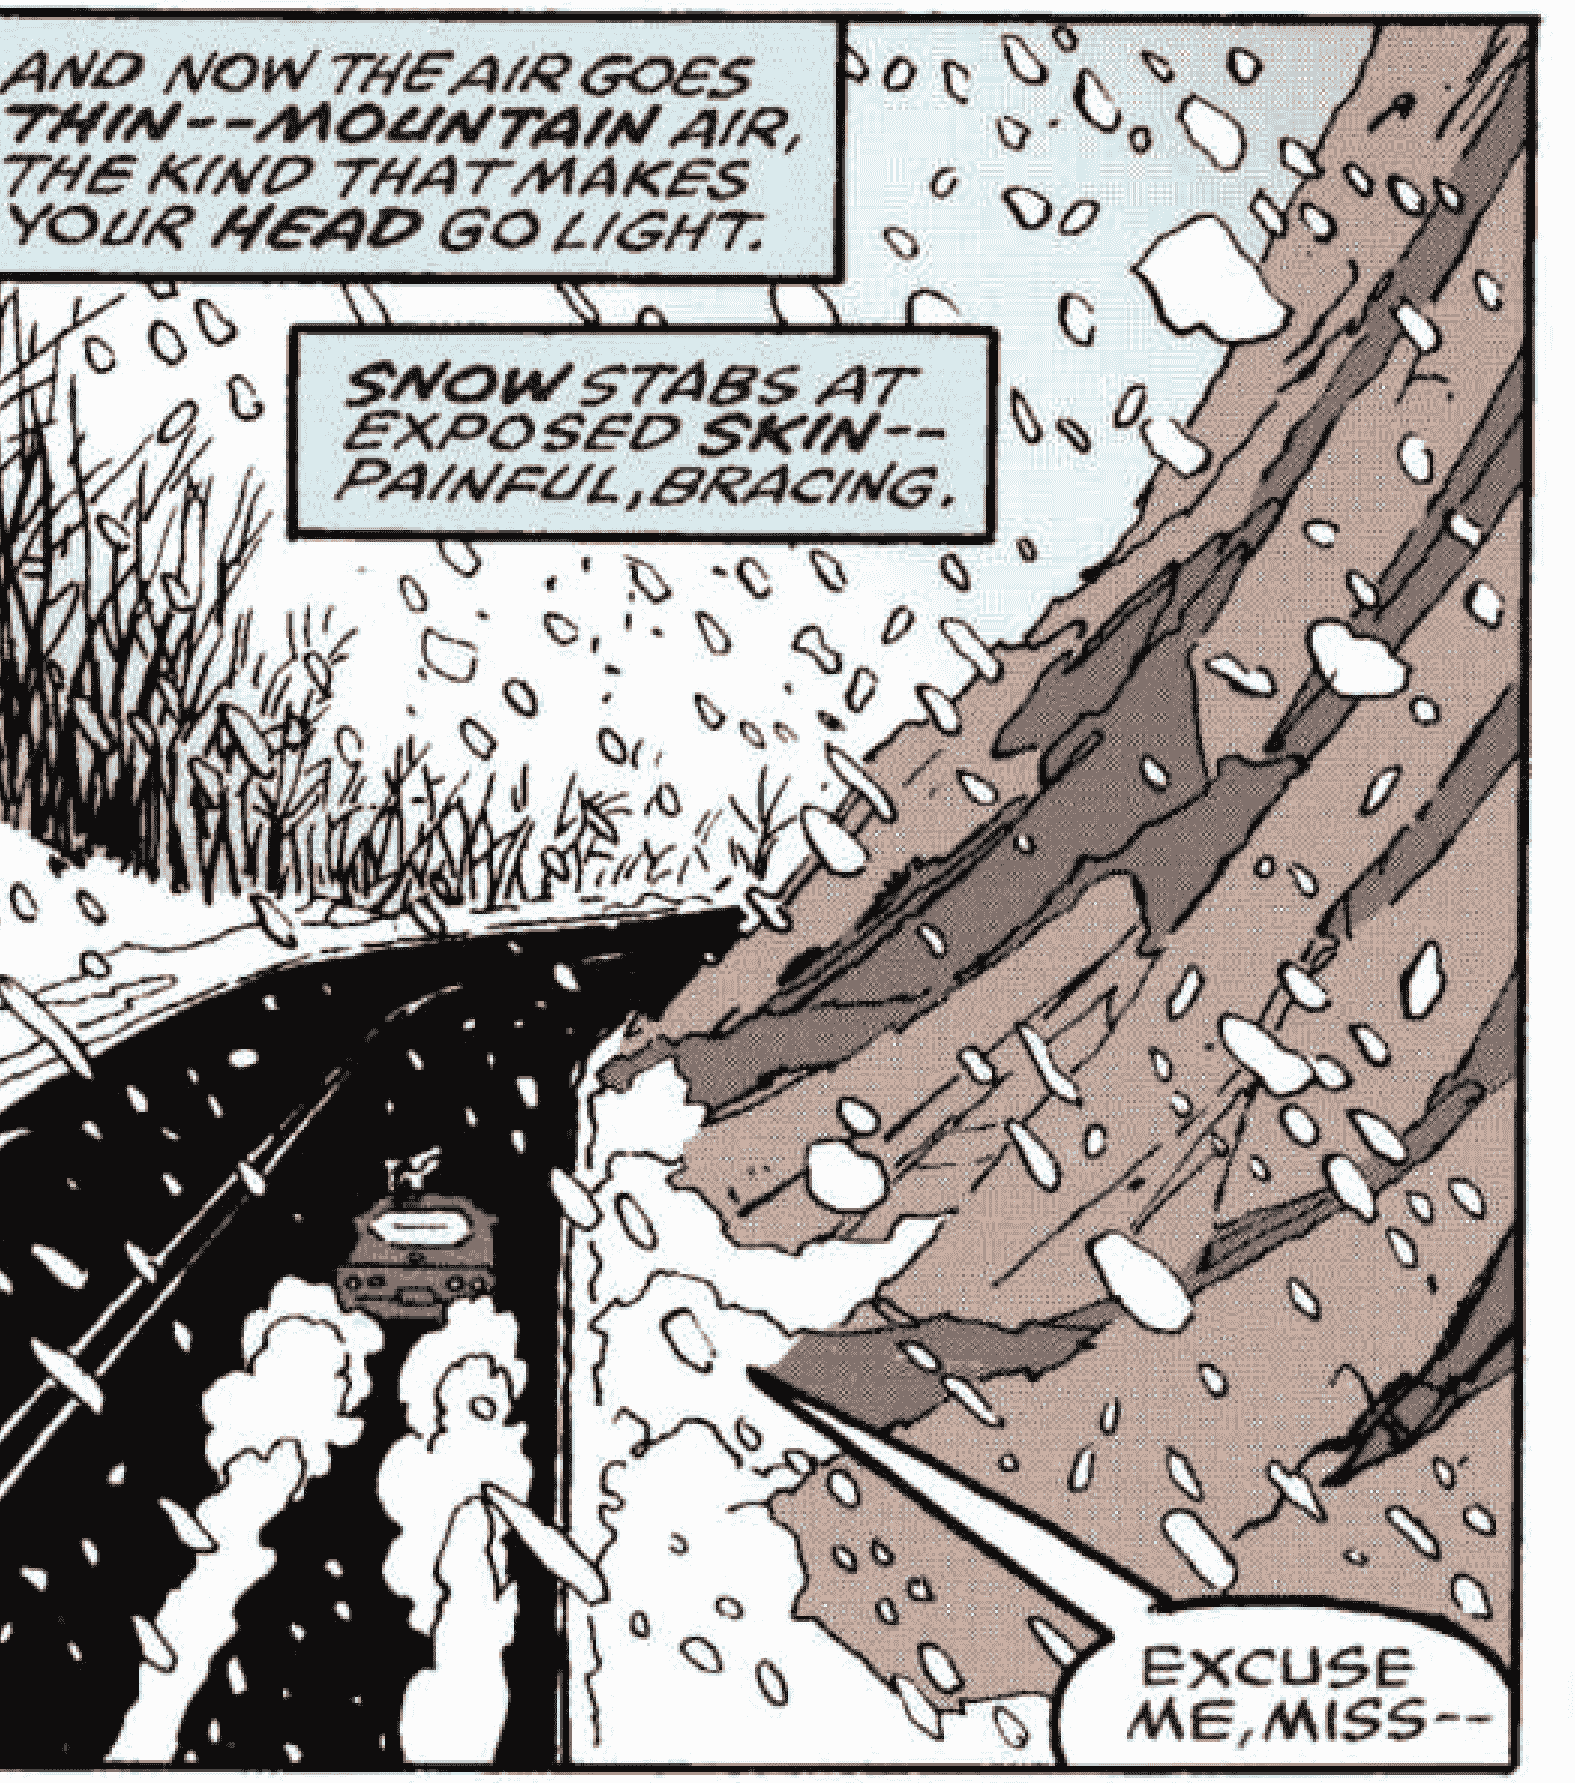 AND NOW THE AIR GOES
THIN--MOUNTAIN AIR,
THE KIND THAT MAKES
YOUR HEAD GO LIGHT.
SNOW STABS AT
EXPOSED SKIN--
PAINFUL, BRACING.
EXCUSE
ME, MISS--